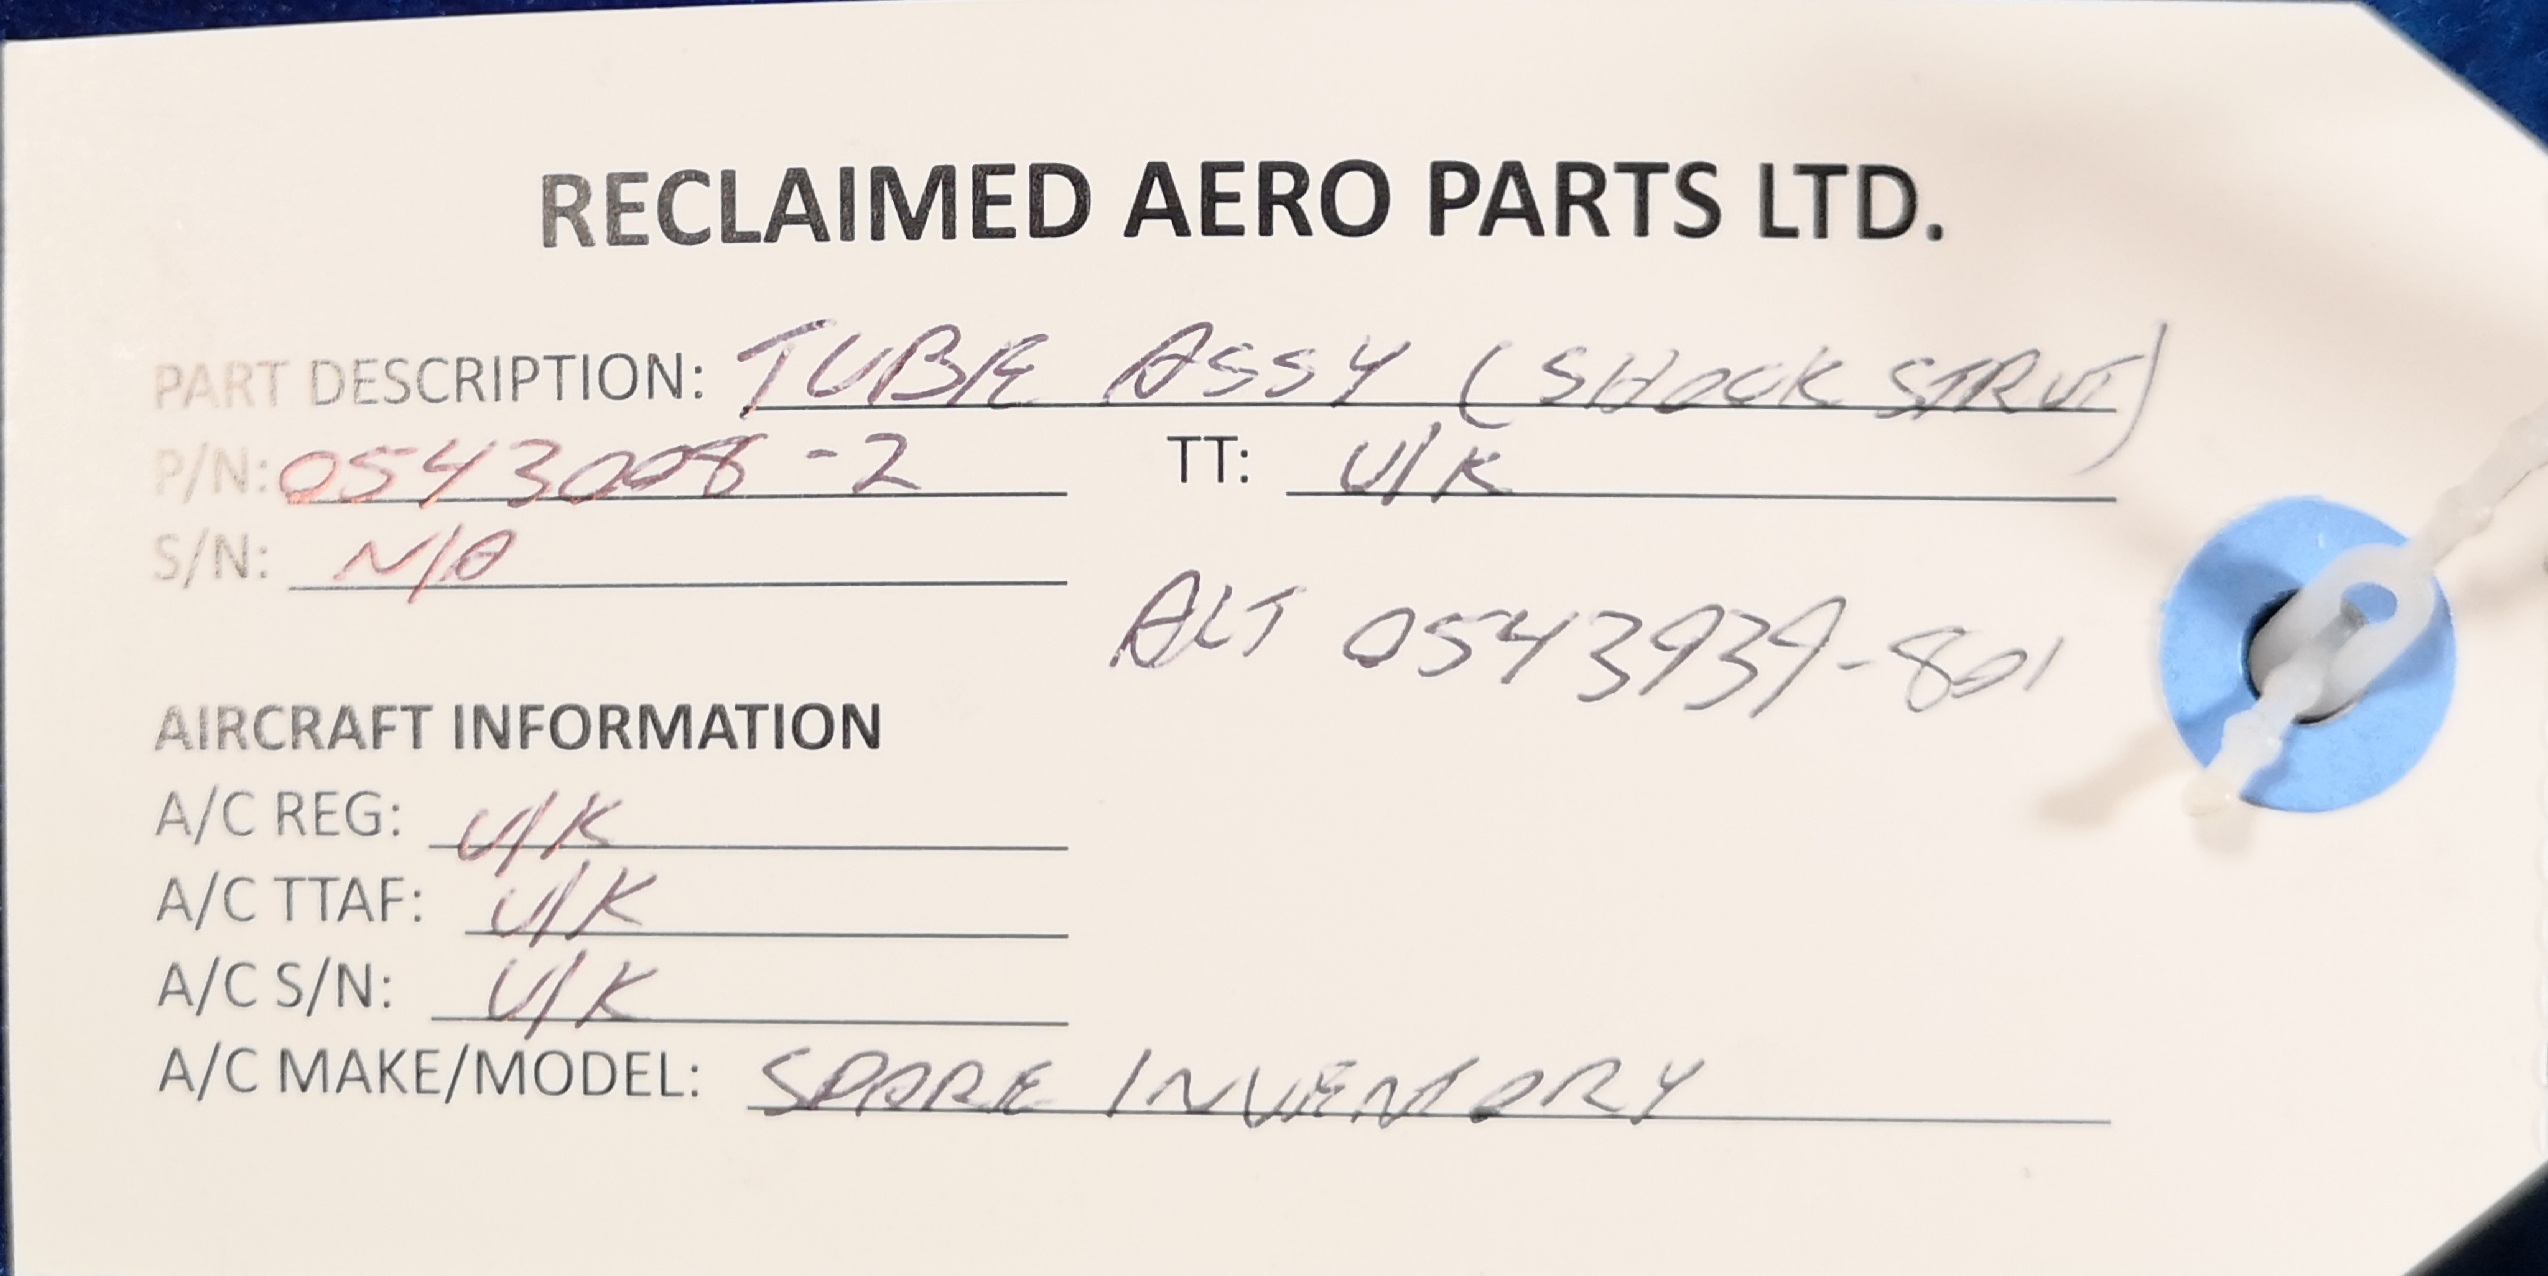 RECLAIMED AERO PARTS LTD.
PART DESCRIPTION: TUBE ASSY (SHOCK STRUT)
P/N: 0543008-2 TT: U/K
S/N: N/A
ALT 0543939-801
AIRCRAFT INFORMATION
A/C REG: U/K
A/C TTAF: U/K
A/C S/N: U/K
A/C MAKE/MODEL: SPARE INVENTORY